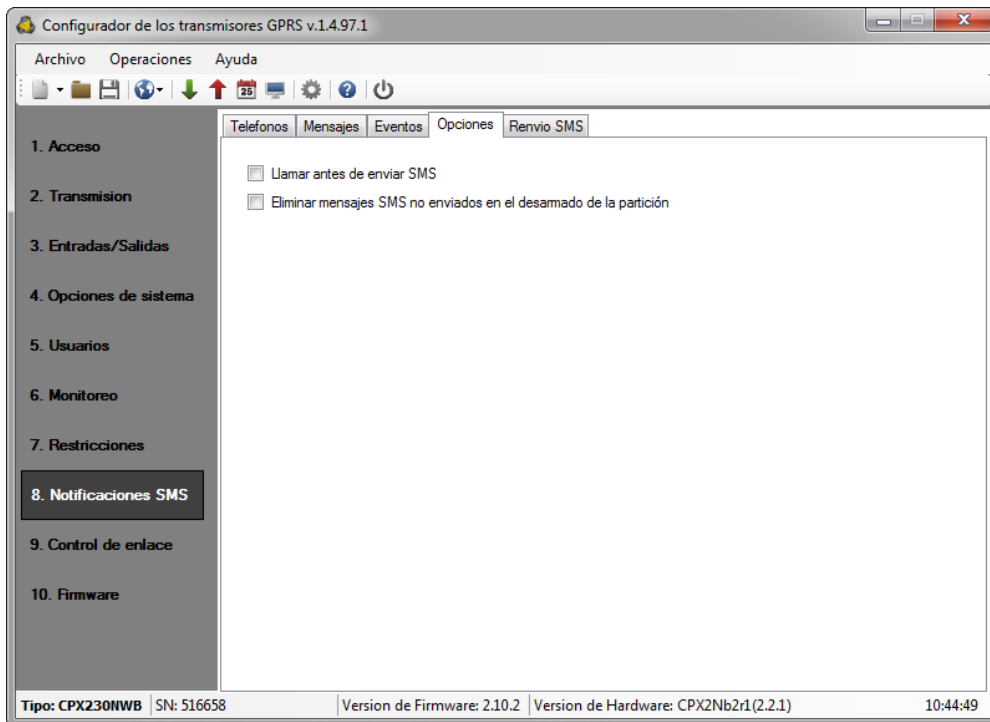 Configurador de los transmisores GPRS v.1.4.97.1
Archivo Operaciones Ayuda
25
Telefonos Mensajes Eventos Opciones Renvio SMS
1. Acceso
2. Transmision
3. Entradas/Salidas
4. Opciones de sistema
5. Usuarios
6. Monitoreo
7. Restricciones
8. Notificaciones SMS
9. Control de enlace
10. Firmware
Llamar antes de enviar SMS
Eliminar mensajes SMS no enviados en el desarmado de la partición
Tipo: CPX230NWB SN: 516658 Version de Firmware: 2.10.2 Version de Hardware: CPX2Nb2r1(2.2.1) 10:44:49